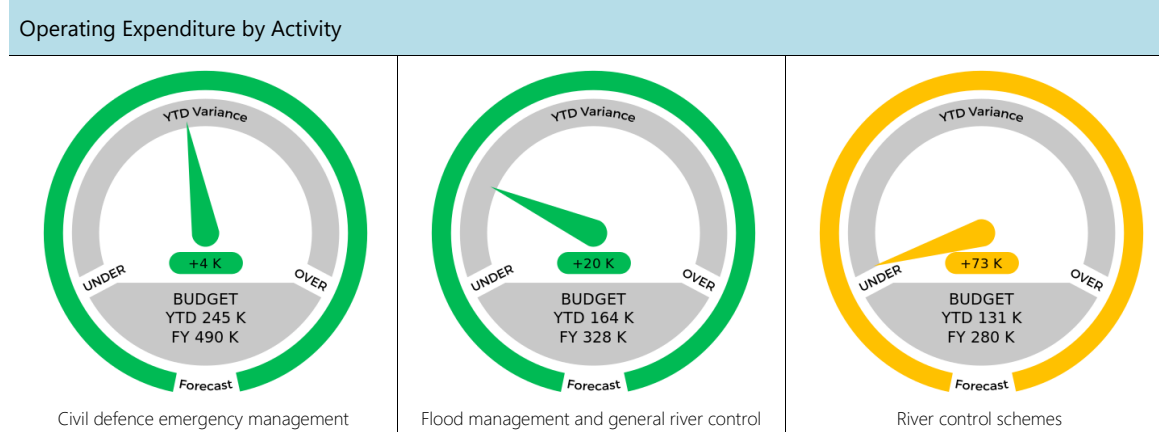 Operating Expenditure by Activity
YTD Variance
+4 K
UNDER
OVER
BUDGET
YTD 245 K
FY 490 K
Forecast
Civil defence emergency management
YTD Variance
+20 K
UNDER
OVER
BUDGET
YTD 164 K
FY 328 K
Forecast
Flood management and general river control
YTD Variance
+73 K
UNDER
OVER
BUDGET
YTD 131 K
FY 280 K
Forecast
River control schemes